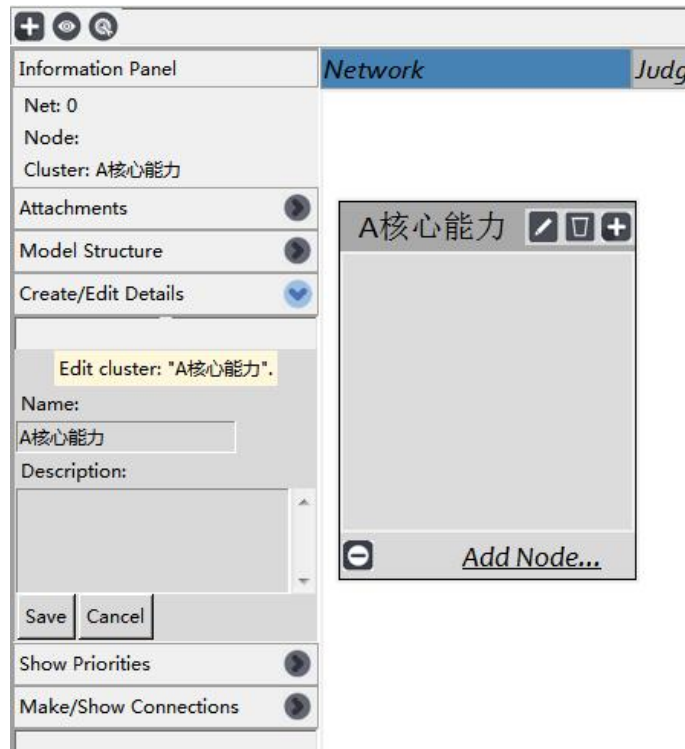 Information Panel
Net: 0
Node:
Cluster: A核心能力
Attachments
Model Structure
Create/Edit Details
Edit cluster: "A核心能力".
Name:
A核心能力
Description:
Save Cancel
Show Priorities
Make/Show Connections
Network
Judg
A核心能力
Add Node...